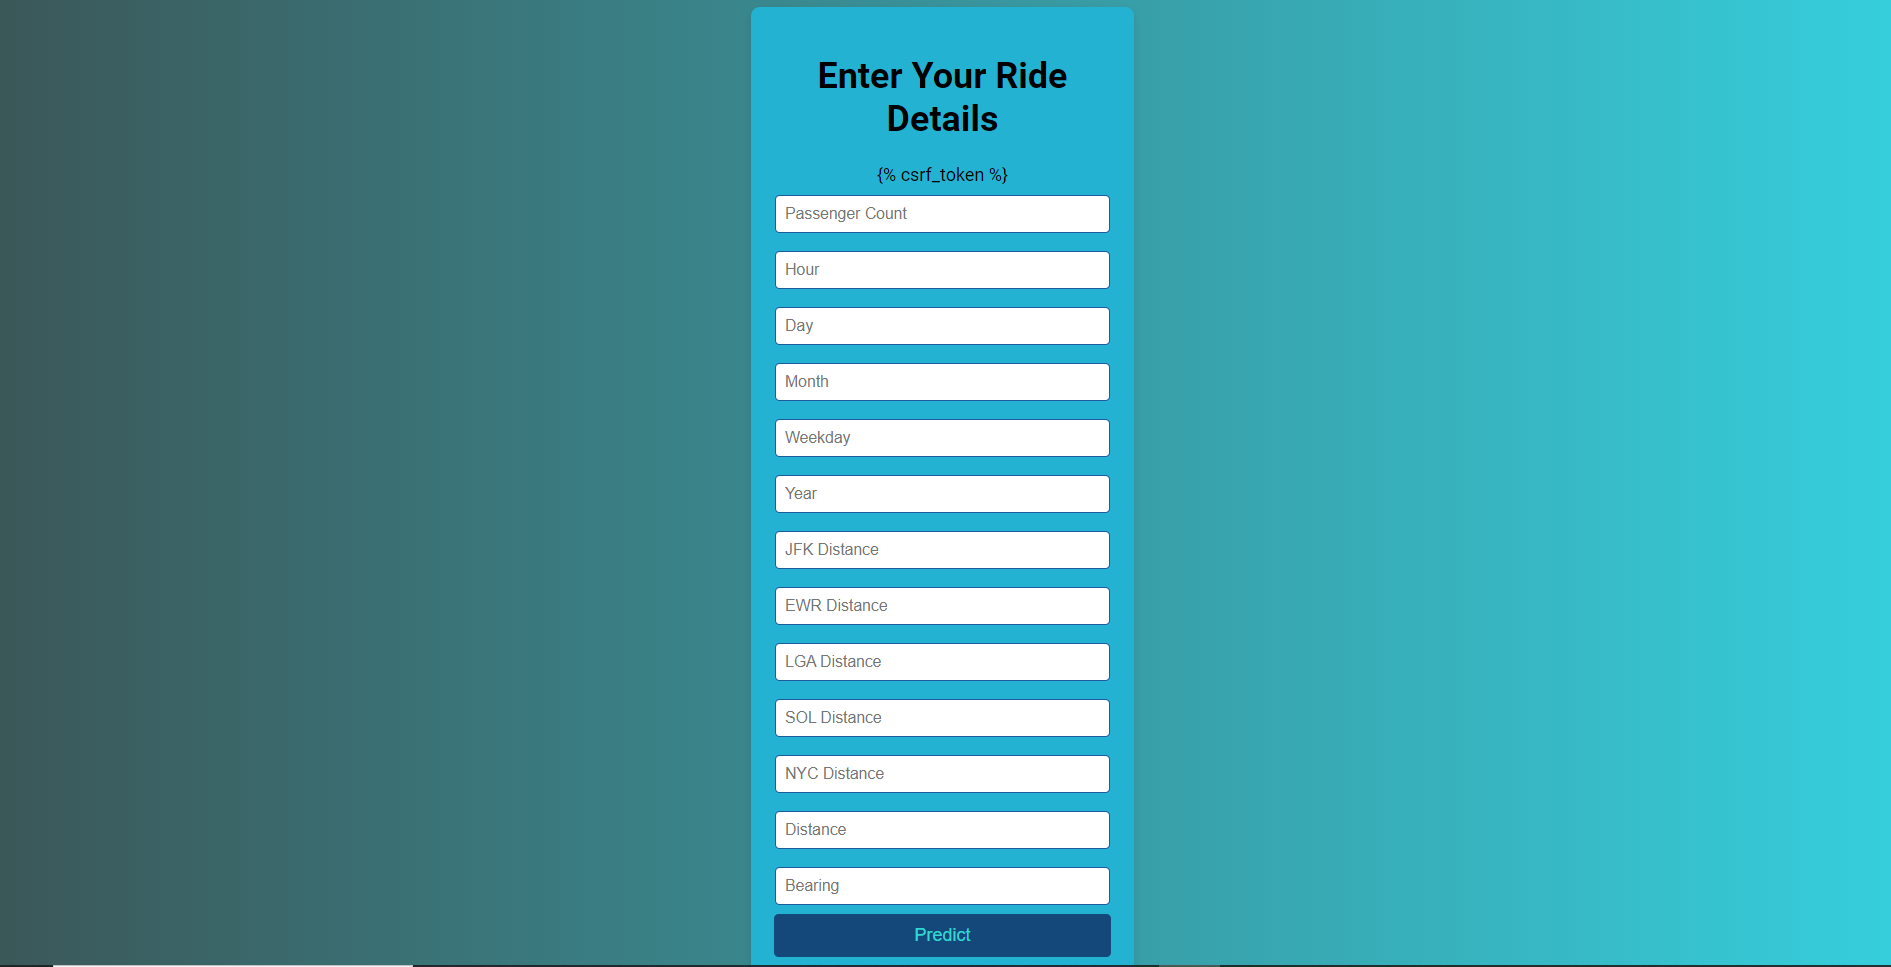 Enter Your Ride
Details
{% csrf_token %}
Passenger Count
Hour
Day
Month
Weekday
Year
JFK Distance
EWR Distance
LGA Distance
SOL Distance
NYC Distance
Distance
Bearing
Predict